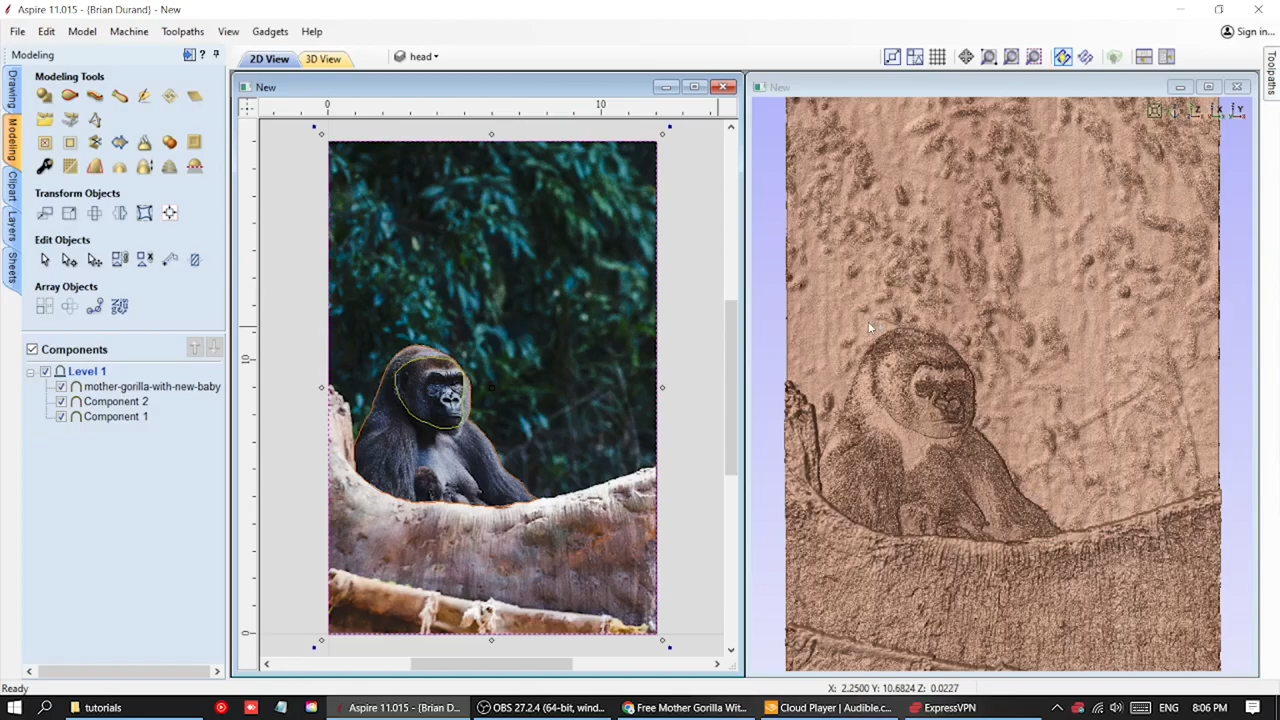 Aspire 11.015 - {Brian Durand} - New
File Edit Model Machine Toolpaths View Gadgets Help
Sign in...
Modeling
2D View
3D View
head
Toolpaths
Drawing
Modeling
Clipart
Layers
Sheets
Modeling Tools
Transform Objects
Edit Objects
Array Objects
Components
Level 1
mother-gorilla-with-new-baby
Component 2
Component 1
New
0
10
10
0
New
Z X Y
Ready
X: 2.2500 Y: 10.6824 Z: 0.0227
tutorials
Aspire 11.015 - {Brian D...
OBS 27.2.4 (64-bit, wind...
Free Mother Gorilla Wit...
Cloud Player | Audible.c...
ExpressVPN
ENG
8:06 PM